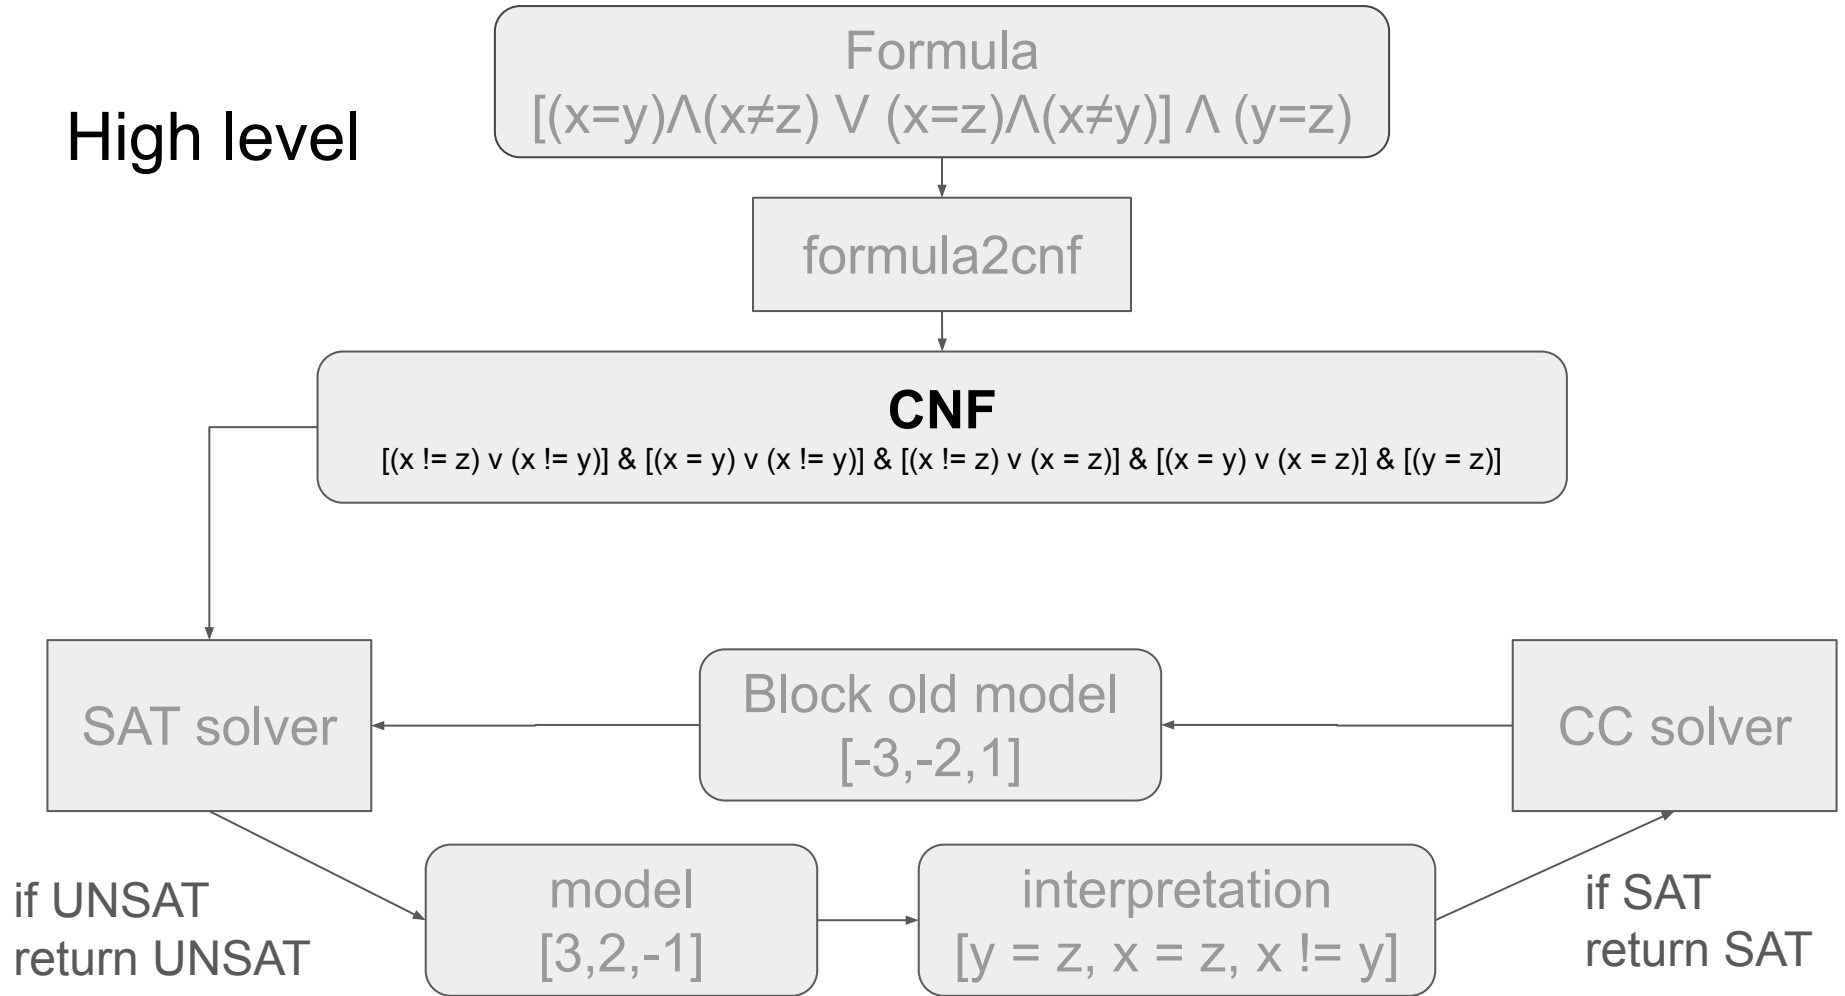 High level
Formula
[(x=y)Λ(x≠z) V (x=z)Λ(x≠y)] Λ (y=z)
formula2cnf
CNF
[(x != z) v (x != y)] & [(x = y) v (x != y)] & [(x != z) v (x = z)] & [(x = y) v (x = z)] & [(y = z)]
SAT solver
Block old model
[-3,-2,1]
CC solver
if UNSAT
return UNSAT
model
[3,2,-1]
interpretation
[y = z, x = z, x != y]
if SAT
return SAT